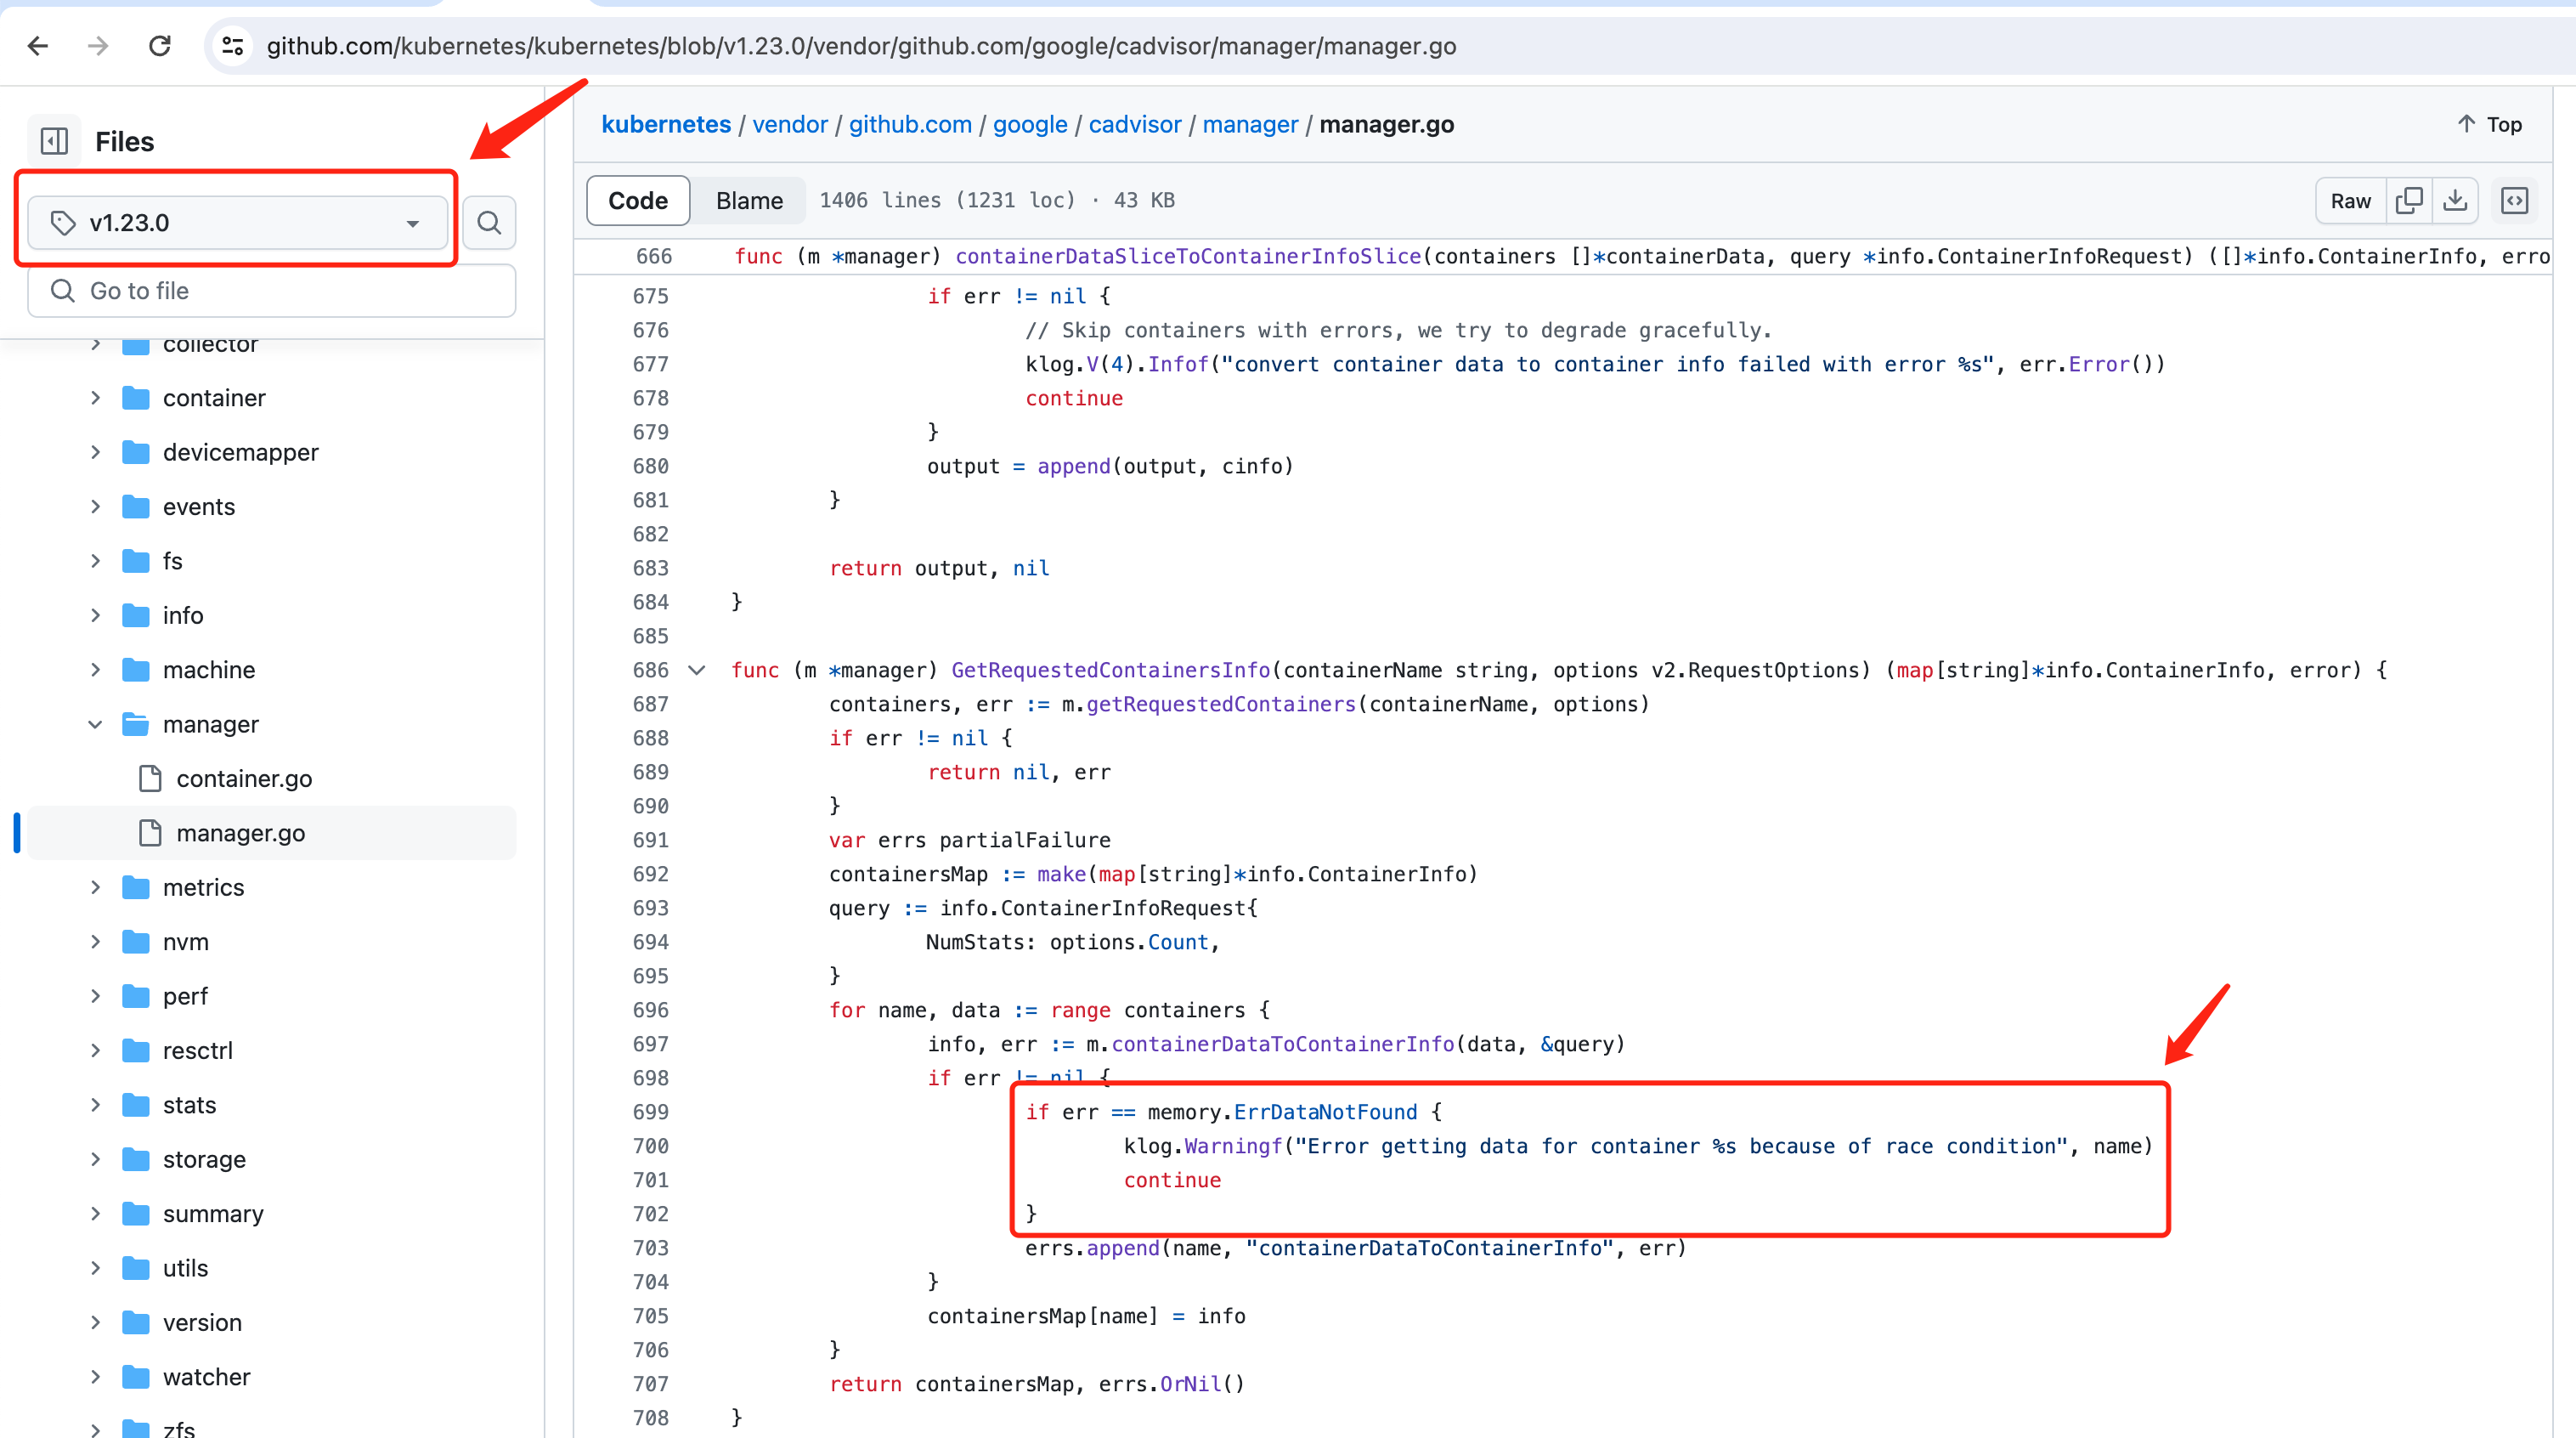 github.com/kubernetes/kubernetes/blob/v1.23.0/vendor/github.com/google/cadvisor/manager/manager.go
Files
v1.23.0
Go to file
collector
container
devicemapper
events
fs
info
machine
manager
container.go
manager.go
metrics
nvm
perf
resctrl
stats
storage
summary
utils
version
watcher
zfs
kubernetes / vendor / github.com / google / cadvisor / manager / manager.go
Top
Code Blame 1406 lines (1231 loc) · 43 KB Raw
666 func (m *manager) containerDataSliceToContainerInfoSlice(containers []*containerData, query *info.ContainerInfoRequest) ([]*info.ContainerInfo, erro
675 if err != nil {
676 // Skip containers with errors, we try to degrade gracefully.
677 klog.V(4).Infof("convert container data to container info failed with error %s", err.Error())
678 continue
679 }
680 output = append(output, cinfo)
681 }
682
683 return output, nil
684 }
685
686 func (m *manager) GetRequestedContainersInfo(containerName string, options v2.RequestOptions) (map[string]*info.ContainerInfo, error) {
687 containers, err := m.getRequestedContainers(containerName, options)
688 if err != nil {
689 return nil, err
690 }
691 var errs partialFailure
692 containersMap := make(map[string]*info.ContainerInfo)
693 query := info.ContainerInfoRequest{
694 NumStats: options.Count,
695 }
696 for name, data := range containers {
697 info, err := m.containerDataToContainerInfo(data, &query)
698 if err != nil {
699 if err == memory.ErrDataNotFound {
700 klog.Warningf("Error getting data for container %s because of race condition", name)
701 continue
702 }
703 errs.append(name, "containerDataToContainerInfo", err)
704 }
705 containersMap[name] = info
706 }
707 return containersMap, errs.OrNil()
708 }